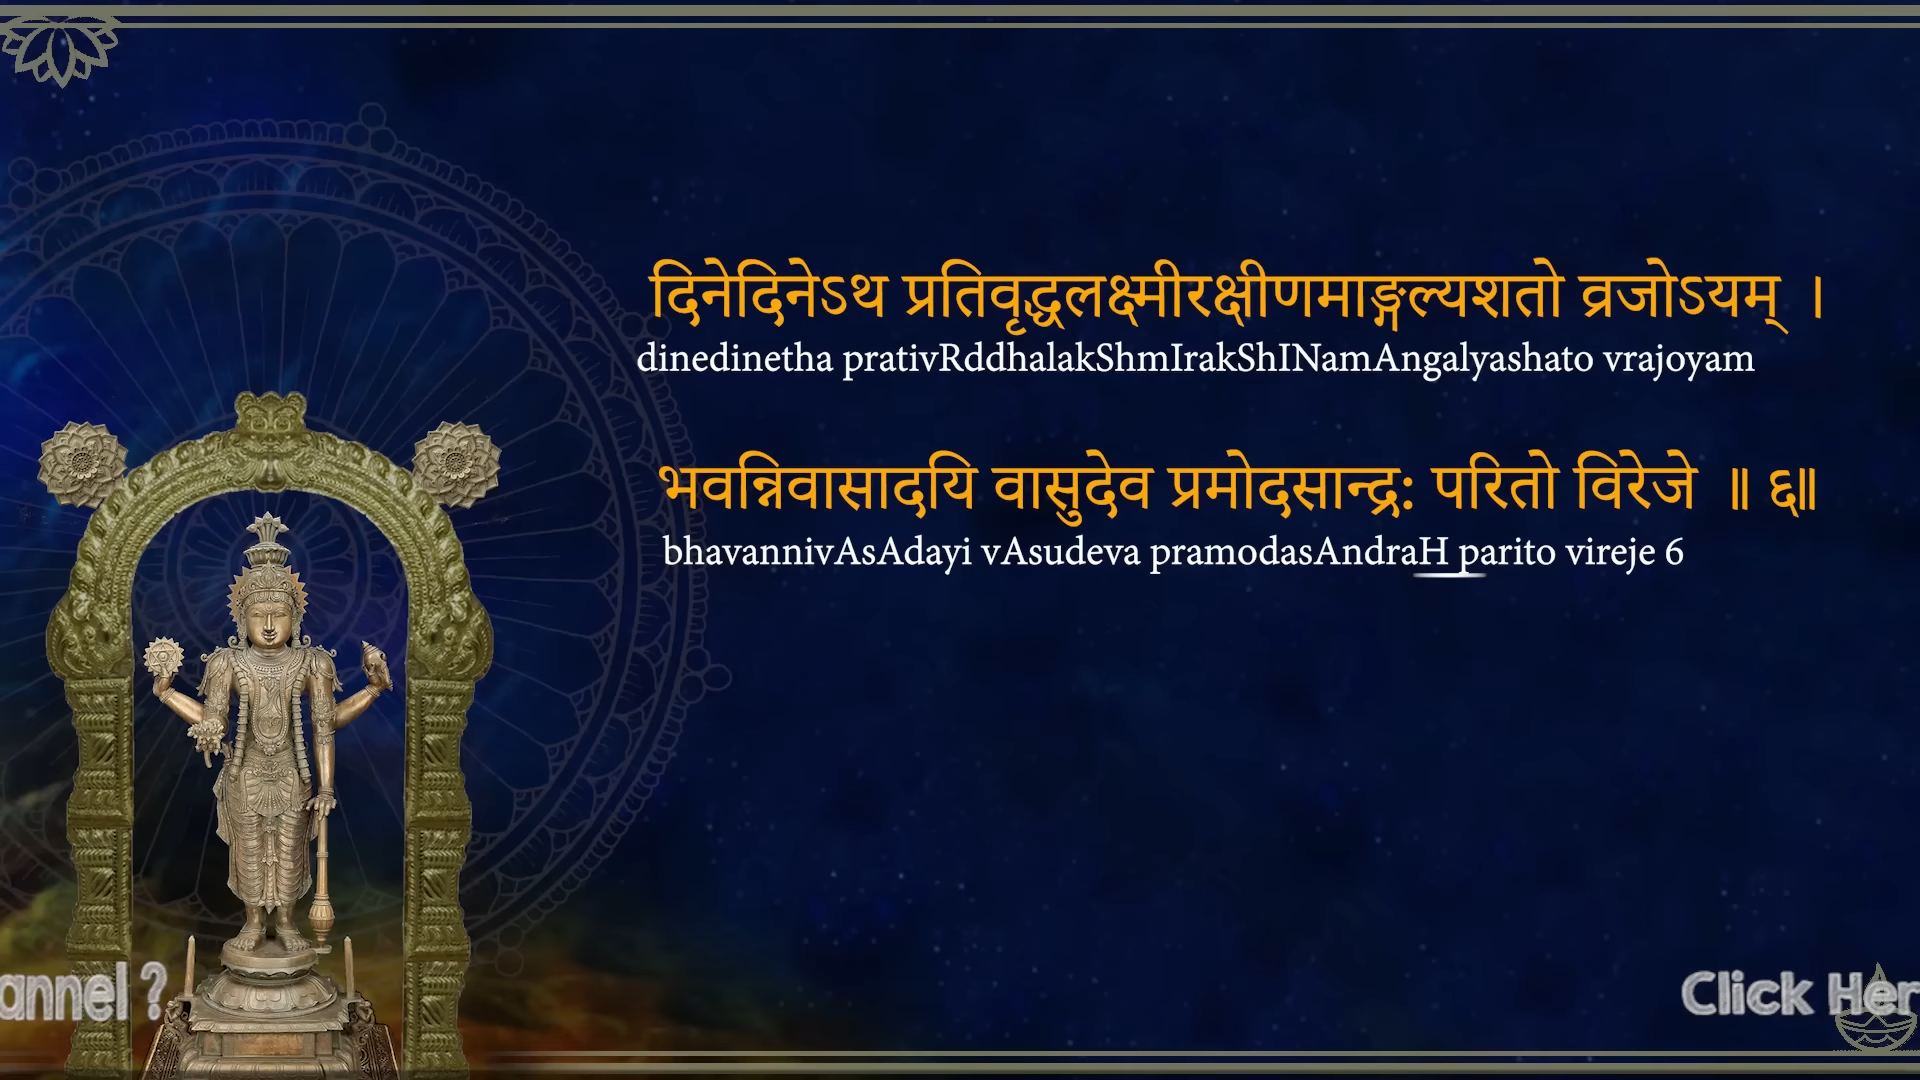 दिनेदिनेऽथ प्रतिवृद्धलक्ष्मीरक्षीणमाङ्गल्यशतो व्रजोऽयम् ।
dinedinetha prativRddhalakShmIrakShINamAngalyashato vrajoyam
भवन्निवासादयि वासुदेव प्रमोदसान्द्र: परितो विरेजे ॥ ६॥
bhavannivAsAdayi vAsudeva pramodasAndraH parito vireje 6
annel ?
Click Her